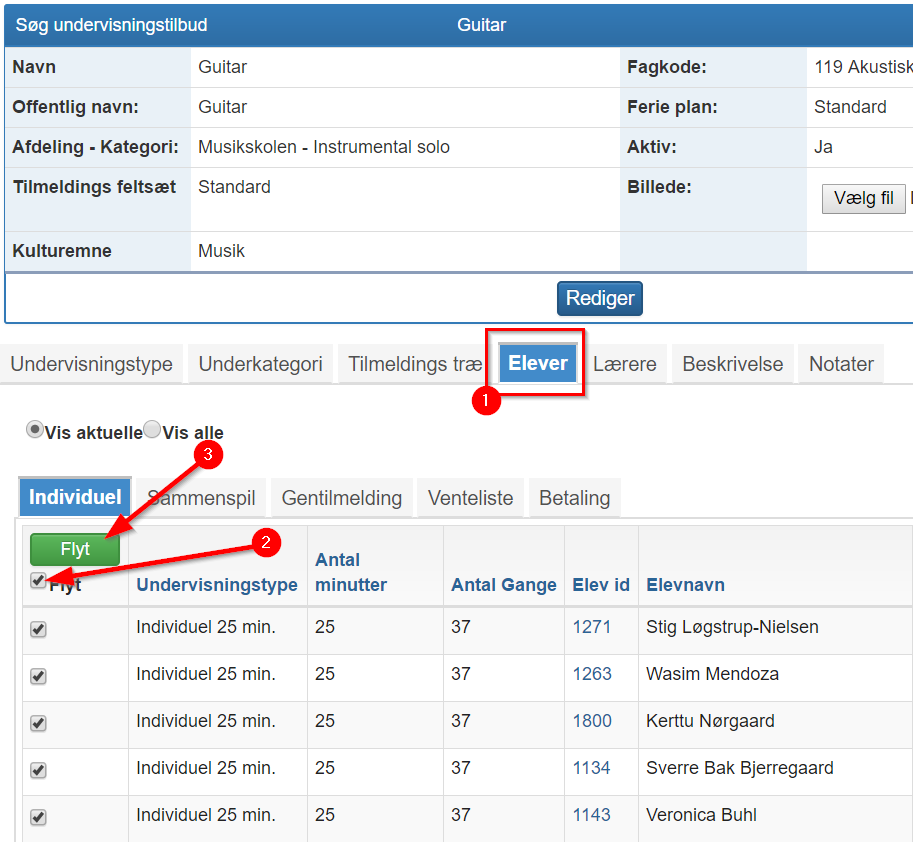 Søg undervisningstilbud Guitar
Navn Guitar Fagkode: 119 Akustisk
Offentlig navn: Guitar Ferie plan: Standard
Afdeling - Kategori: Musikskolen - Instrumental solo Aktiv: Ja
Tilmeldings feltsæt Standard Billede: Vælg fil
Kulturemne Musik
Rediger
Undervisningstype Underkategori Tilmeldings træ Elever Lærere Beskrivelse Notater
1
Vis aktuelle Vis alle
3
Individuel Sammenspil Gentilmelding Venteliste Betaling
Flyt
2
Flyt Undervisningstype Antal minutter Antal Gange Elev id Elevnavn
Individuel 25 min. 25 37 1271 Stig Løgstrup-Nielsen
Individuel 25 min. 25 37 1263 Wasim Mendoza
Individuel 25 min. 25 37 1800 Kerttu Nørgaard
Individuel 25 min. 25 37 1134 Sverre Bak Bjerregaard
Individuel 25 min. 25 37 1143 Veronica Buhl